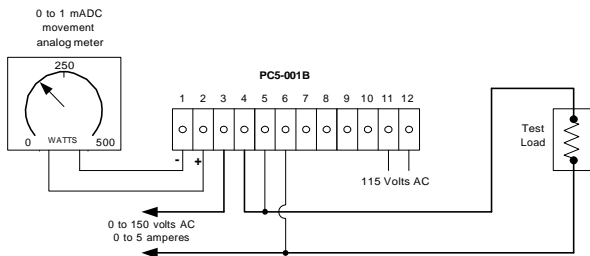 0 to 1 mADC
movement
analog meter
250
0 WATTS 500
- +
PC5-001B
1 2 3 4 5 6 7 8 9 10 11 12
115 Volts AC
Test
Load
0 to 150 volts AC
0 to 5 amperes